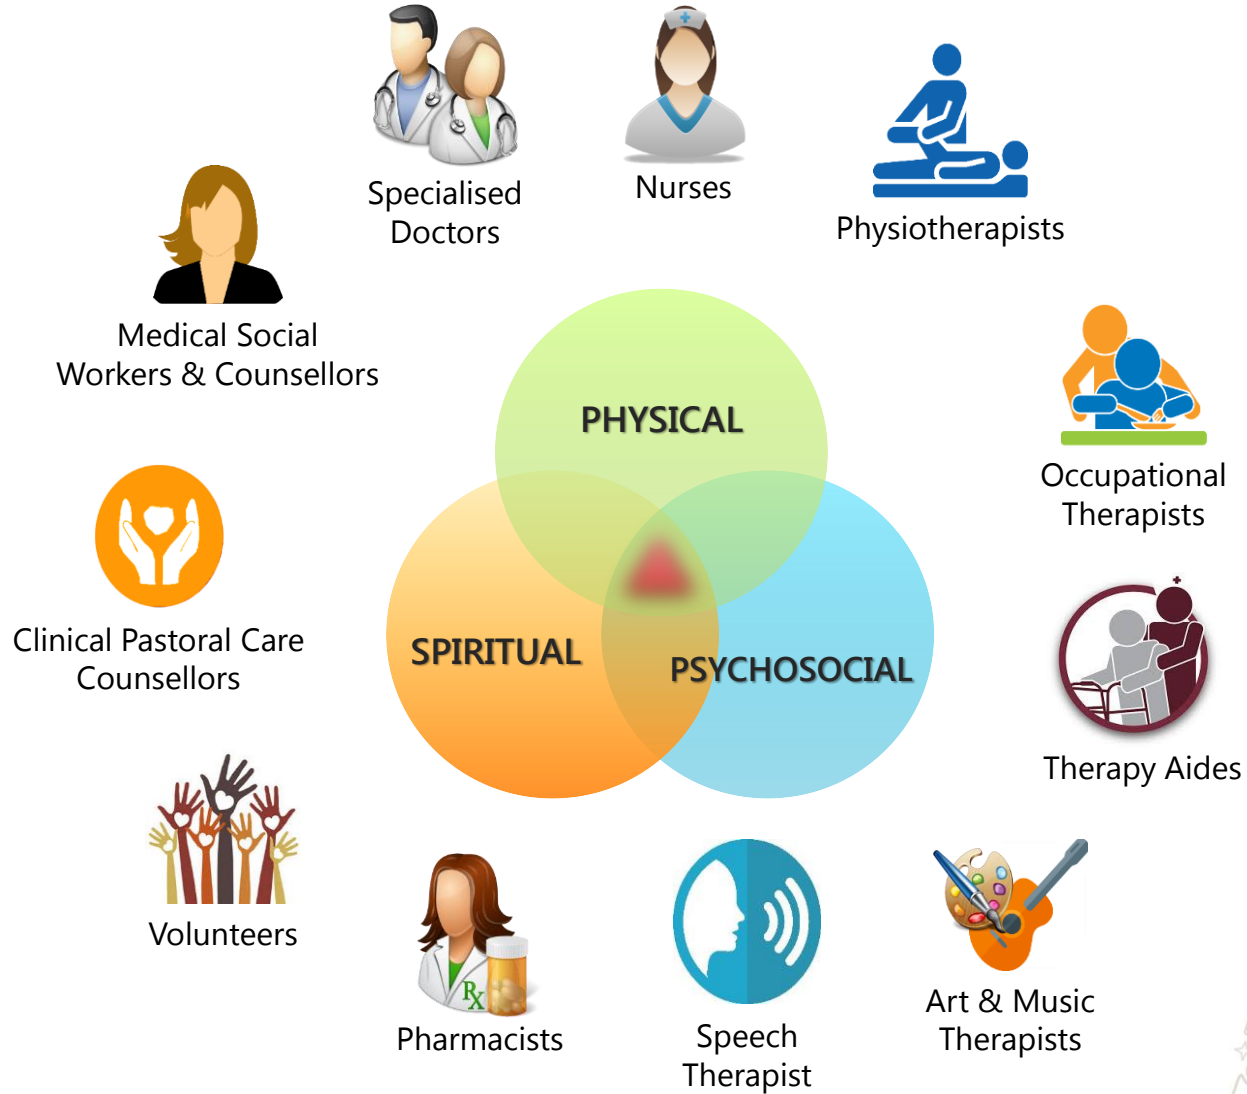 Specialised
Doctors
Nurses
Physiotherapists
Medical Social
Workers & Counsellors
PHYSICAL
Occupational
Therapists
Clinical Pastoral Care
Counsellors
SPIRITUAL
PSYCHOSOCIAL
Therapy Aides
Volunteers
Rx
Pharmacists
Speech
Therapist
Art & Music
Therapists